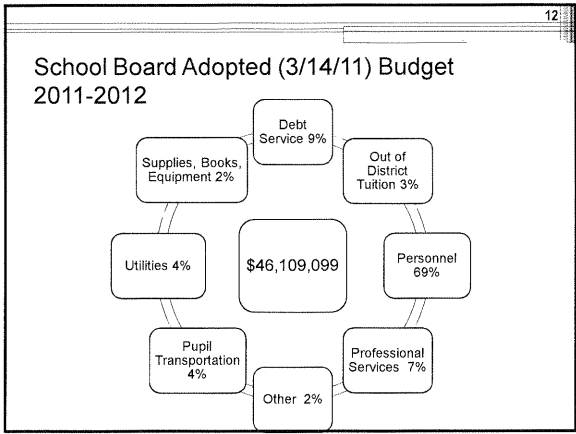 12
School Board Adopted (3/14/11) Budget
2011-2012
Debt
Service 9%
Supplies, Books,
Equipment 2%
Out of
District
Tuition 3%
Utilities 4%
$46,109,099
Personnel
69%
Pupil
Transportation
4%
Professional
Services 7%
Other 2%